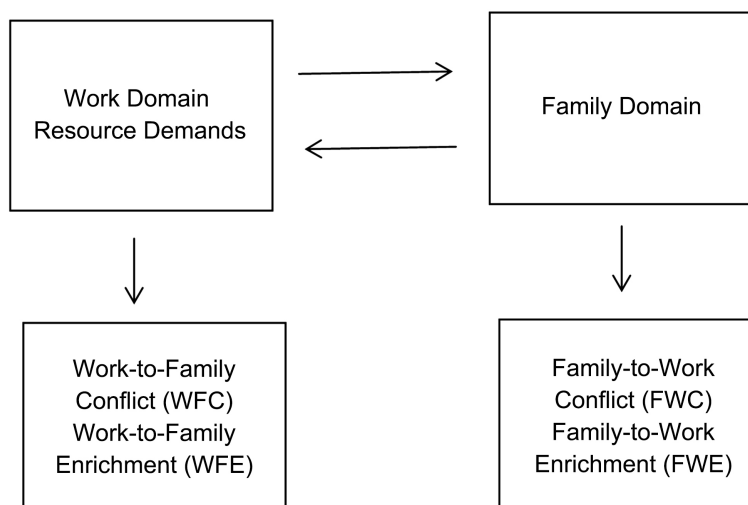 Work Domain
Resource Demands
Family Domain
Work-to-Family
Conflict (WFC)
Work-to-Family
Enrichment (WFE)
Family-to-Work
Conflict (FWC)
Family-to-Work
Enrichment (FWE)